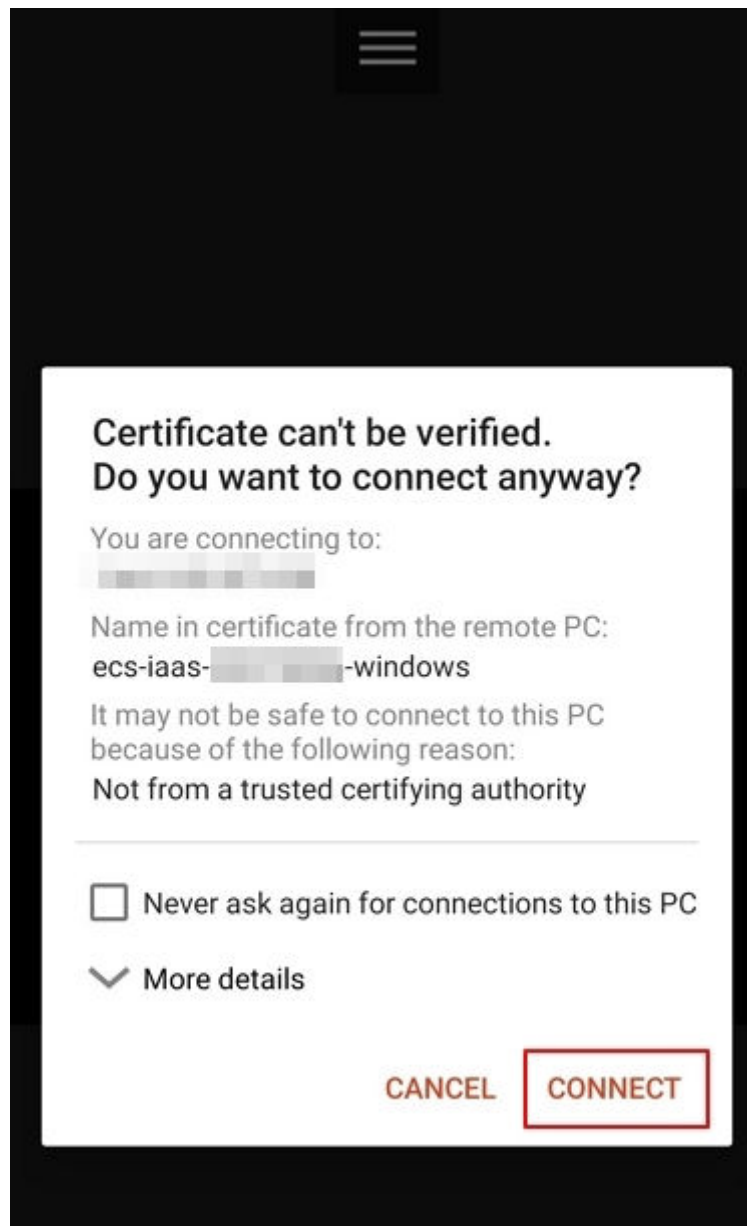 Certificate can't be verified.
Do you want to connect anyway?
You are connecting to:
Name in certificate from the remote PC:
ecs-iaas- -windows
It may not be safe to connect to this PC
because of the following reason:
Not from a trusted certifying authority
Never ask again for connections to this PC
More details
CANCEL CONNECT